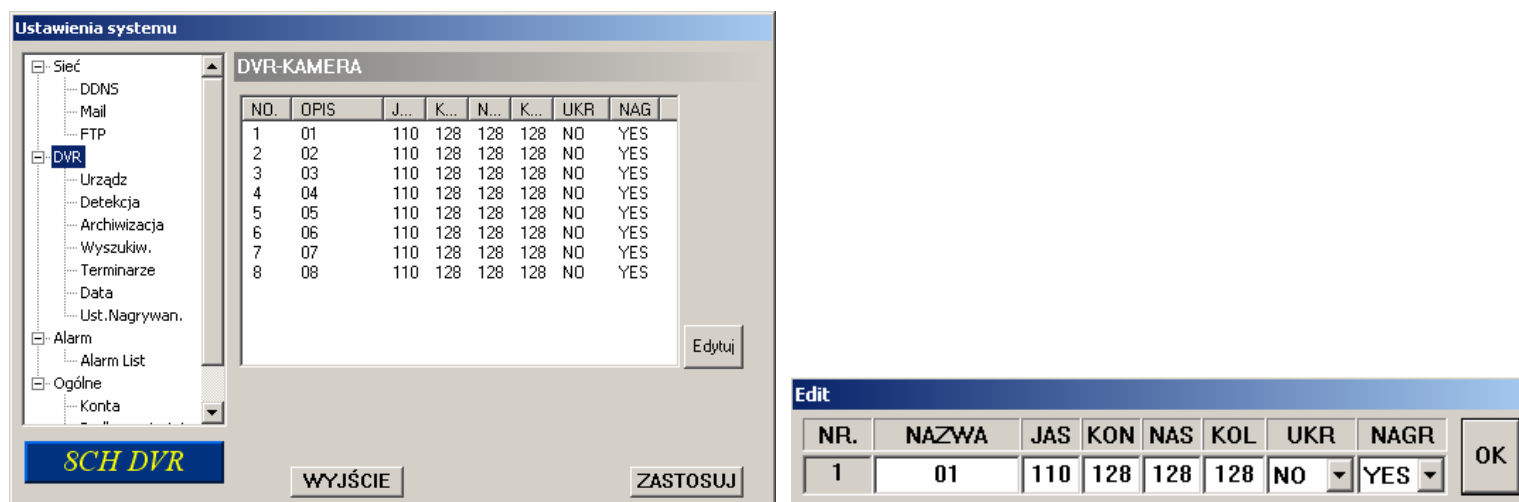 Ustawienia systemu
Sieć
DDNS
Mail
FTP
DVR
Urządz
Detekcja
Archiwizacja
Wyszukiw.
Terminarze
Data
Ust.Nagrywan.
Alarm
Alarm List
Ogólne
Konta
8CH DVR
DVR-KAMERA
NO. OPIS J... K... N... K... UKR NAG
1 01 110 128 128 128 NO YES
2 02 110 128 128 128 NO YES
3 03 110 128 128 128 NO YES
4 04 110 128 128 128 NO YES
5 05 110 128 128 128 NO YES
6 06 110 128 128 128 NO YES
7 07 110 128 128 128 NO YES
8 08 110 128 128 128 NO YES
Edytuj
WYJŚCIE ZASTOSUJ
Edit
NR. NAZWA JAS KON NAS KOL UKR NAGR
1 01 110 128 128 128 NO YES
OK